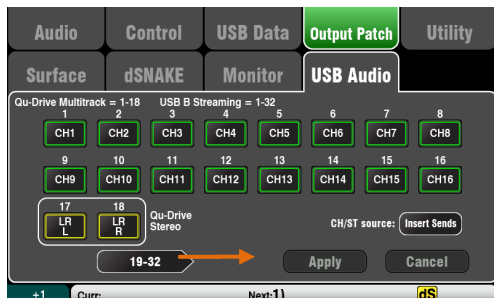 Audio Control USB Data Output Patch Utility
Surface dSNAKE Monitor USB Audio
Qu-Drive Multitrack = 1-18 USB B Streaming = 1-32
1 2 3 4 5 6 7 8
CH1 CH2 CH3 CH4 CH5 CH6 CH7 CH8
9 10 11 12 13 14 15 16
CH9 CH10 CH11 CH12 CH13 CH14 CH15 CH16
17 18
LR LR Qu-Drive
L R Stereo
CH/ST source: Insert Sends
19-32 Apply Cancel
+1 Curr: Next:1) dS